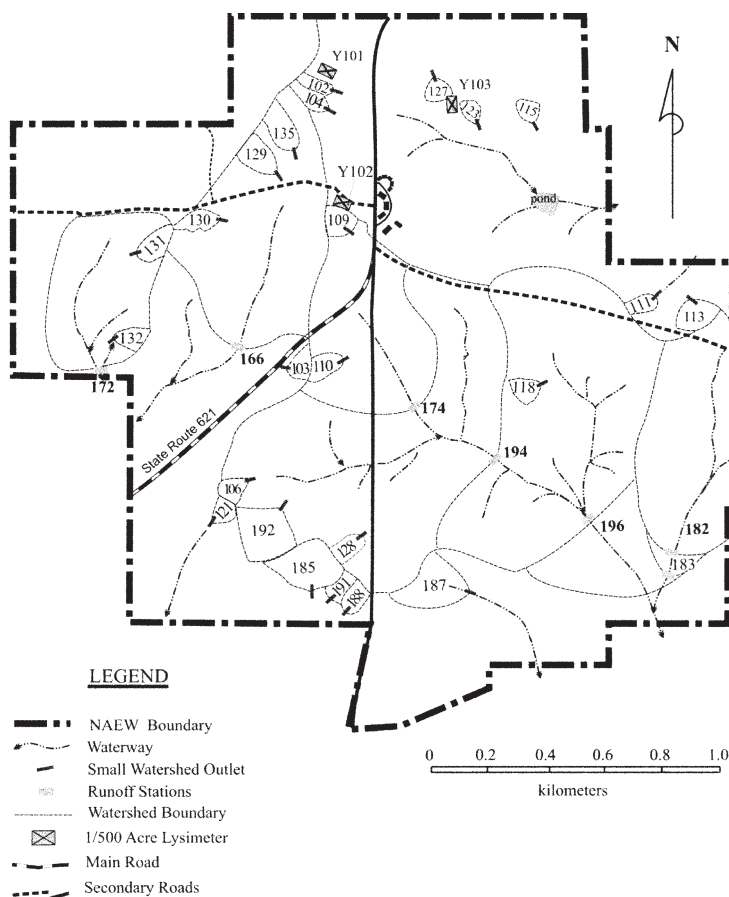 Y101
N
102
127
Y103
104
123
115
135
129
Y102
pond
130
109
131
111
113
132
166
103
110
172
118
174
State Route 621
194
106
121
192
196
182
128
185
183
191
188
187
LEGEND
NAEW Boundary
Waterway
Small Watershed Outlet
Runoff Stations
Watershed Boundary
1/500 Acre Lysimeter
Main Road
Secondary Roads
0 0.2 0.4 0.6 0.8 1.0
kilometers